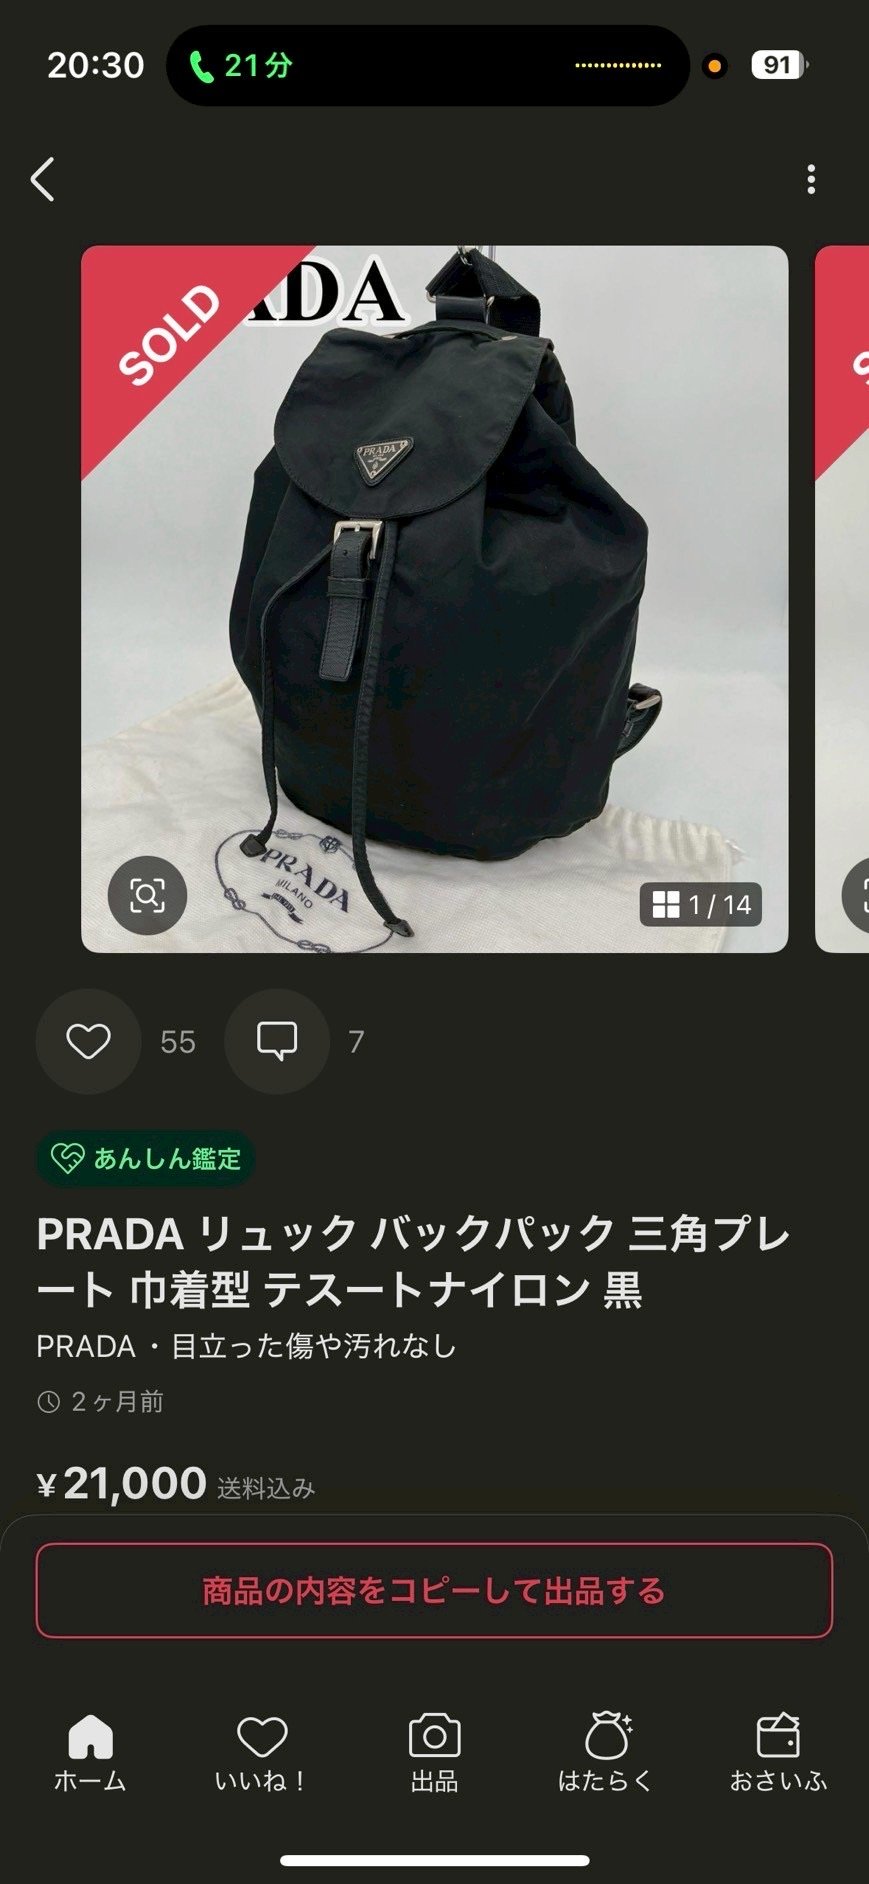 20:30
21分
91
SOLD
ADA
PRADA
PRADA
MILANO
1 / 14
55
7
あんしん鑑定
PRADA リュック バックパック 三角プレ
ート 巾着型 テスートナイロン 黒
PRADA・目立った傷や汚れなし
2ヶ月前
¥21,000 送料込み
商品の内容をコピーして出品する
ホーム
いいね！
出品
はたらく
おさいふ